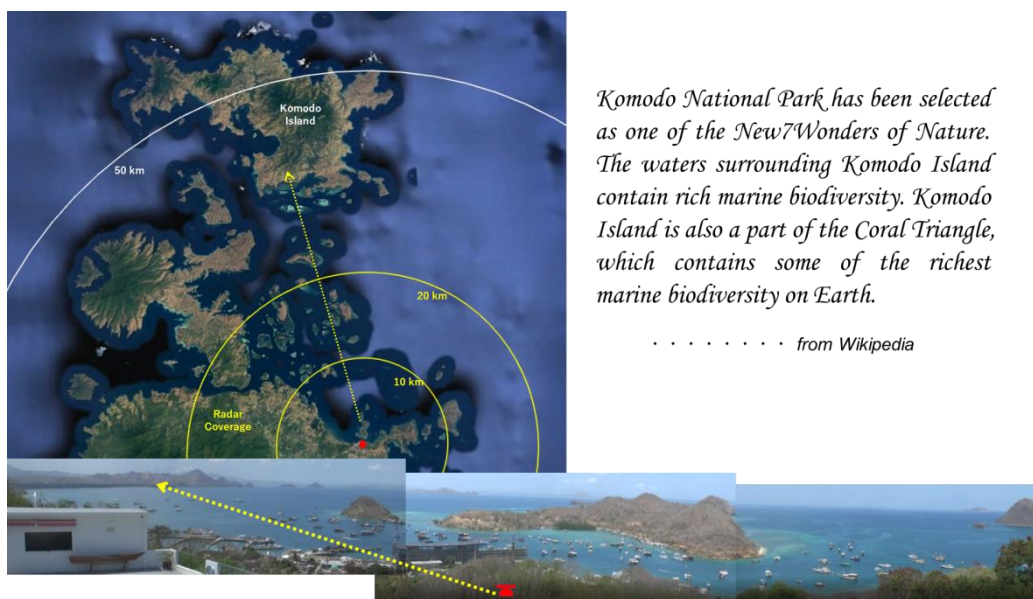 Komodo
Island
50 km
20 km
10 km
Radar
Coverage
Komodo National Park has been selected
as one of the New7Wonders of Nature.
The waters surrounding Komodo Island
contain rich marine biodiversity. Komodo
Island is also a part of the Coral Triangle,
which contains some of the richest
marine biodiversity on Earth.
· · · · · · · · from Wikipedia